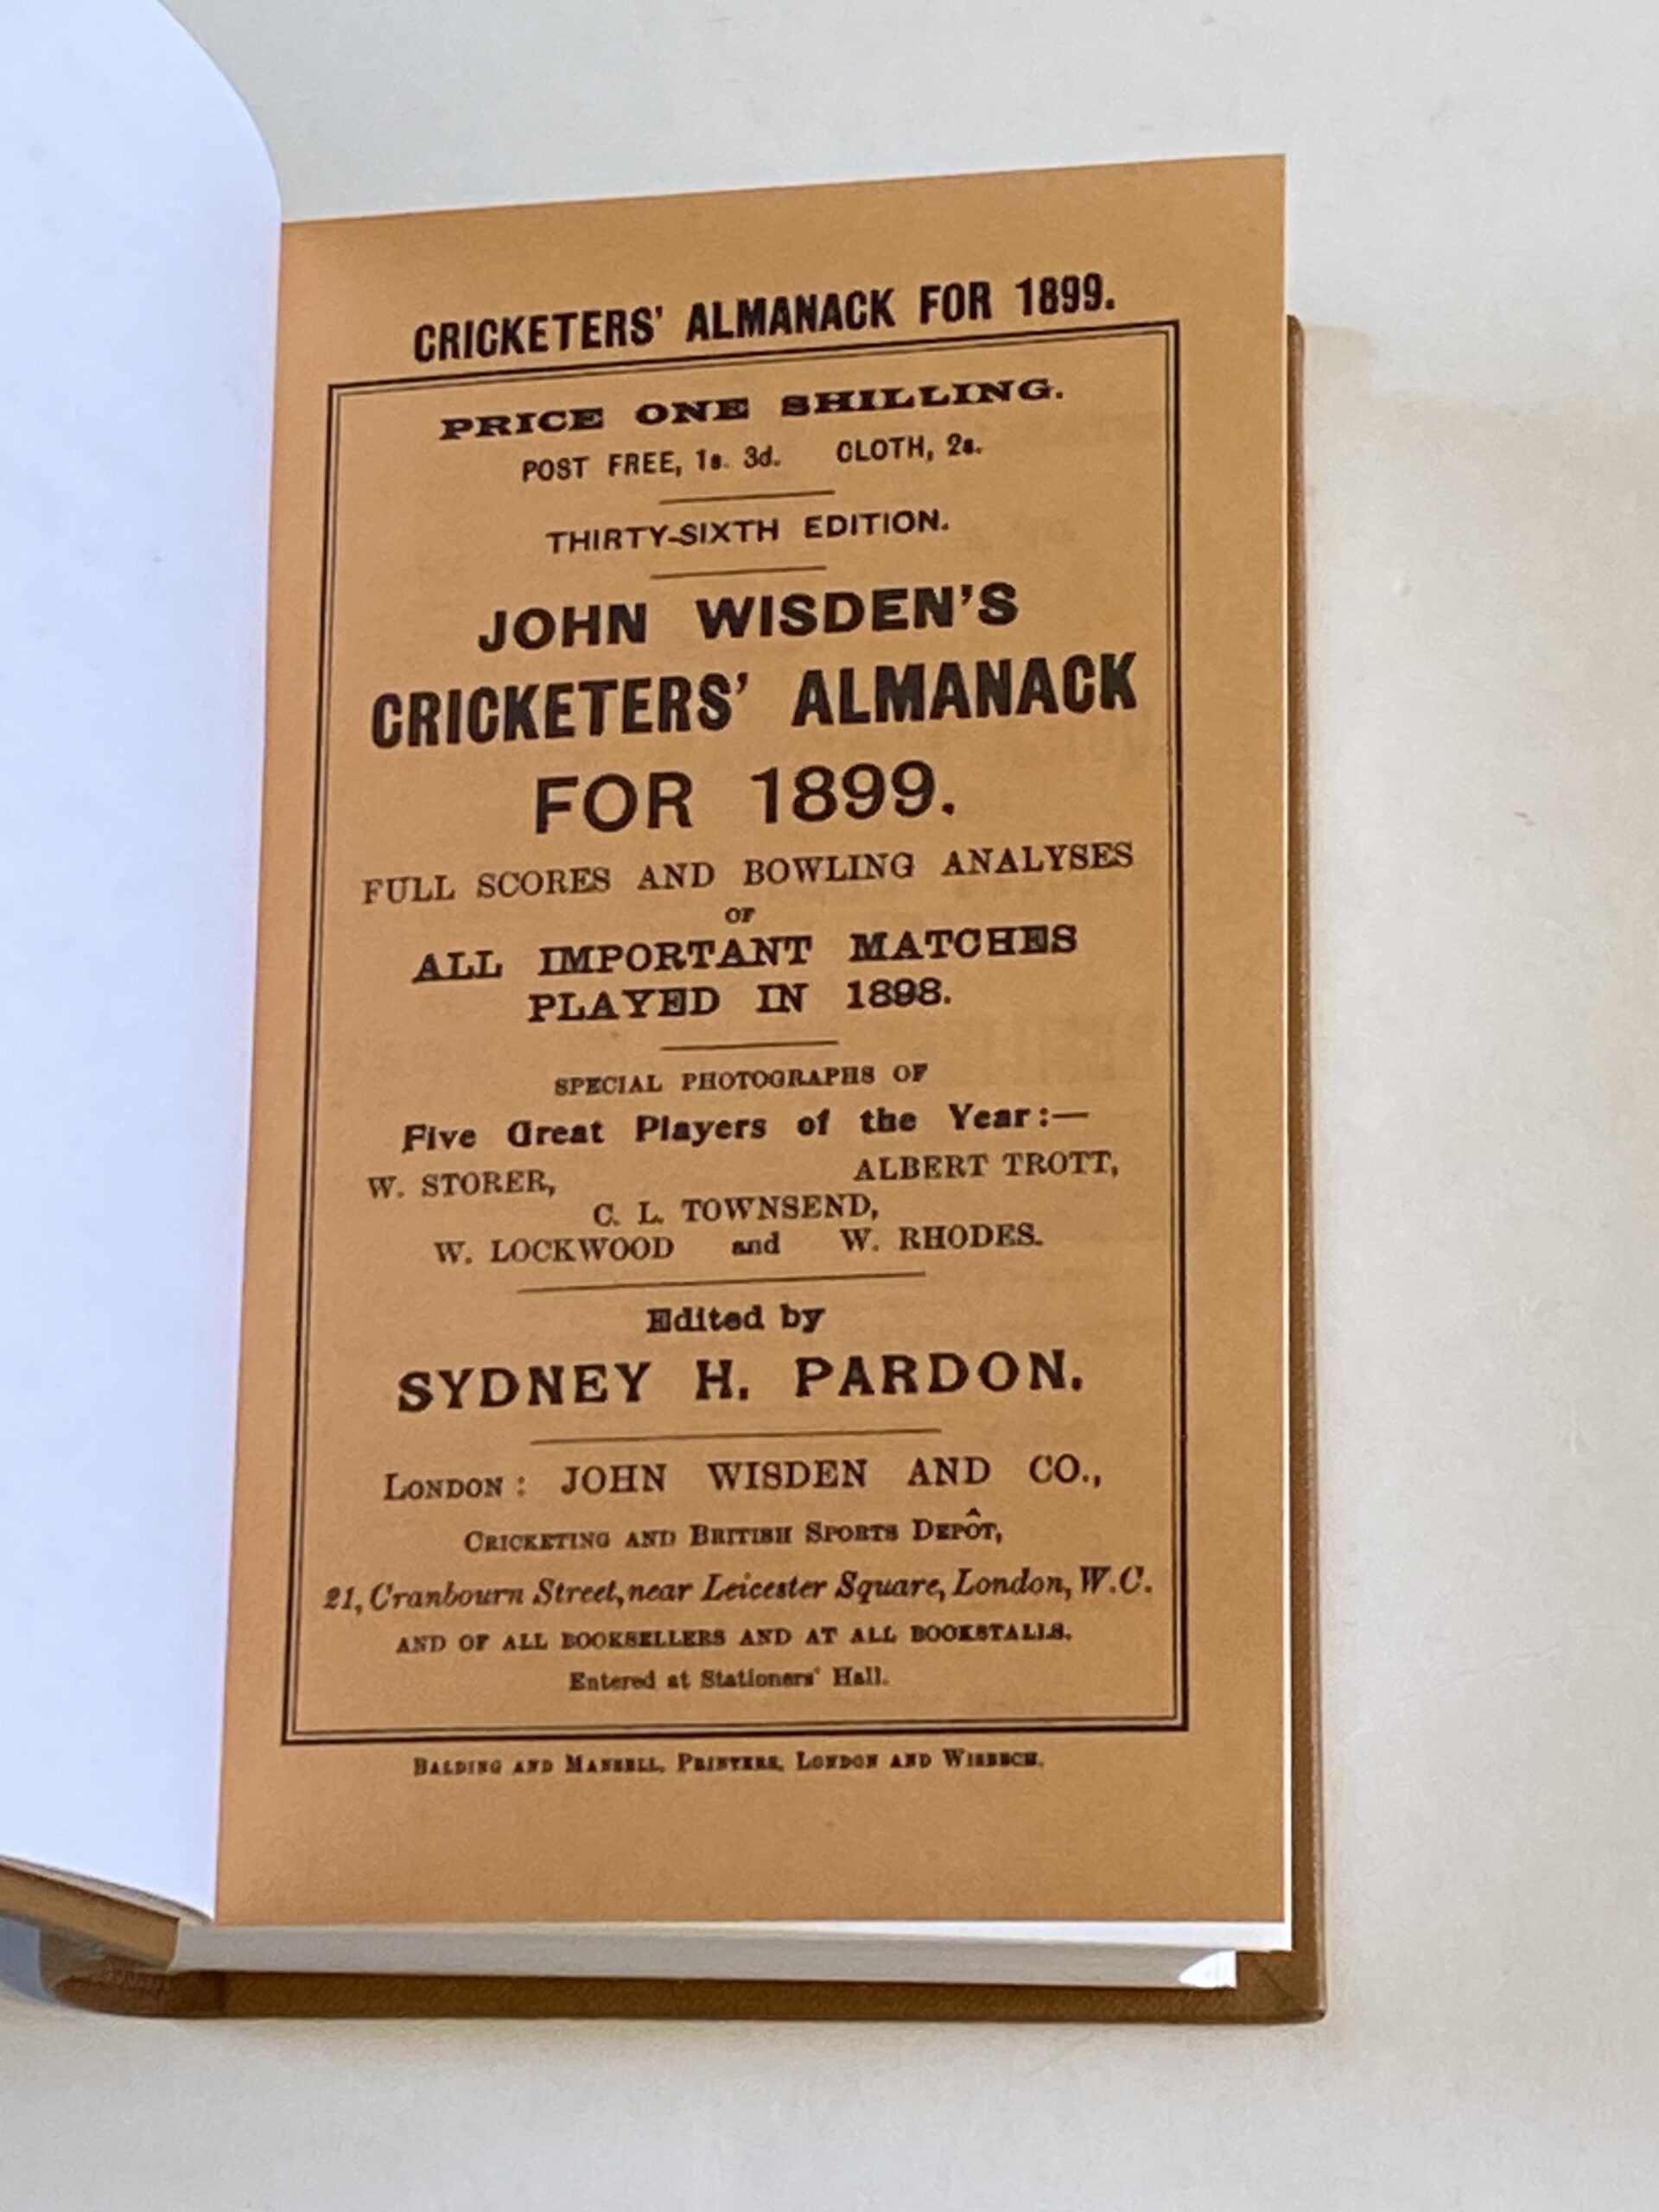 CRICKETERS' ALMANACK FOR 1899.
PRICE ONE SHILLING.
POST FREE, 1s. 3d. CLOTH, 2s.
THIRTY-SIXTH EDITION.
JOHN WISDEN'S
CRICKETERS' ALMANACK
FOR 1899.
FULL SCORES AND BOWLING ANALYSES
OF
ALL IMPORTANT MATCHES
PLAYED IN 1898.
SPECIAL PHOTOGRAPHS OF
Five Great Players of the Year:—
W. STORER, ALBERT TROTT,
C. L. TOWNSEND,
W. LOCKWOOD and W. RHODES.
Edited by
SYDNEY H. PARDON.
LONDON: JOHN WISDEN AND CO.,
CRICKETING AND BRITISH SPORTS DEPÔT,
21, Cranbourn Street, near Leicester Square, London, W.C.
AND OF ALL BOOKSELLERS AND AT ALL BOOKSTALLS.
Entered at Stationers' Hall.
BALDING AND MANSELL, PRINTERS, LONDON AND WISBECH.